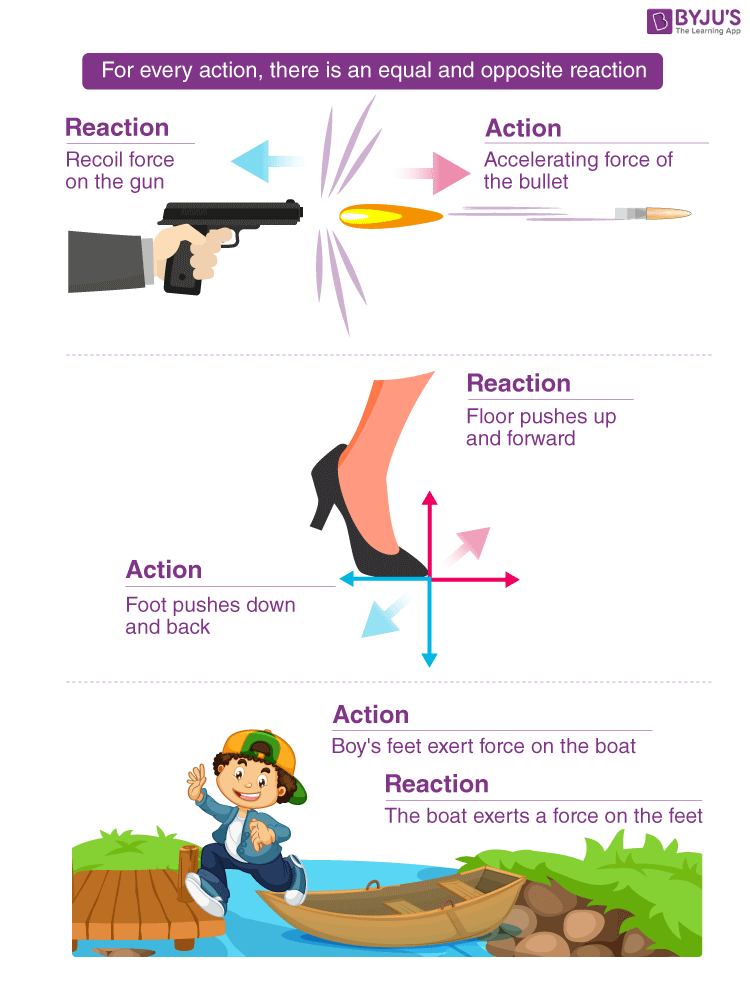 BYJU'S
The Learning App
For every action, there is an equal and opposite reaction
Reaction
Recoil force
on the gun
Action
Accelerating force of
the bullet
Reaction
Floor pushes up
and forward
Action
Foot pushes down
and back
Action
Boy's feet exert force on the boat
Reaction
The boat exerts a force on the feet